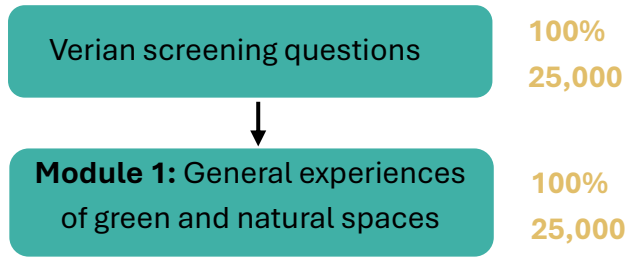 Verian screening questions
100%
25,000
Module 1: General experiences
of green and natural spaces
100%
25,000